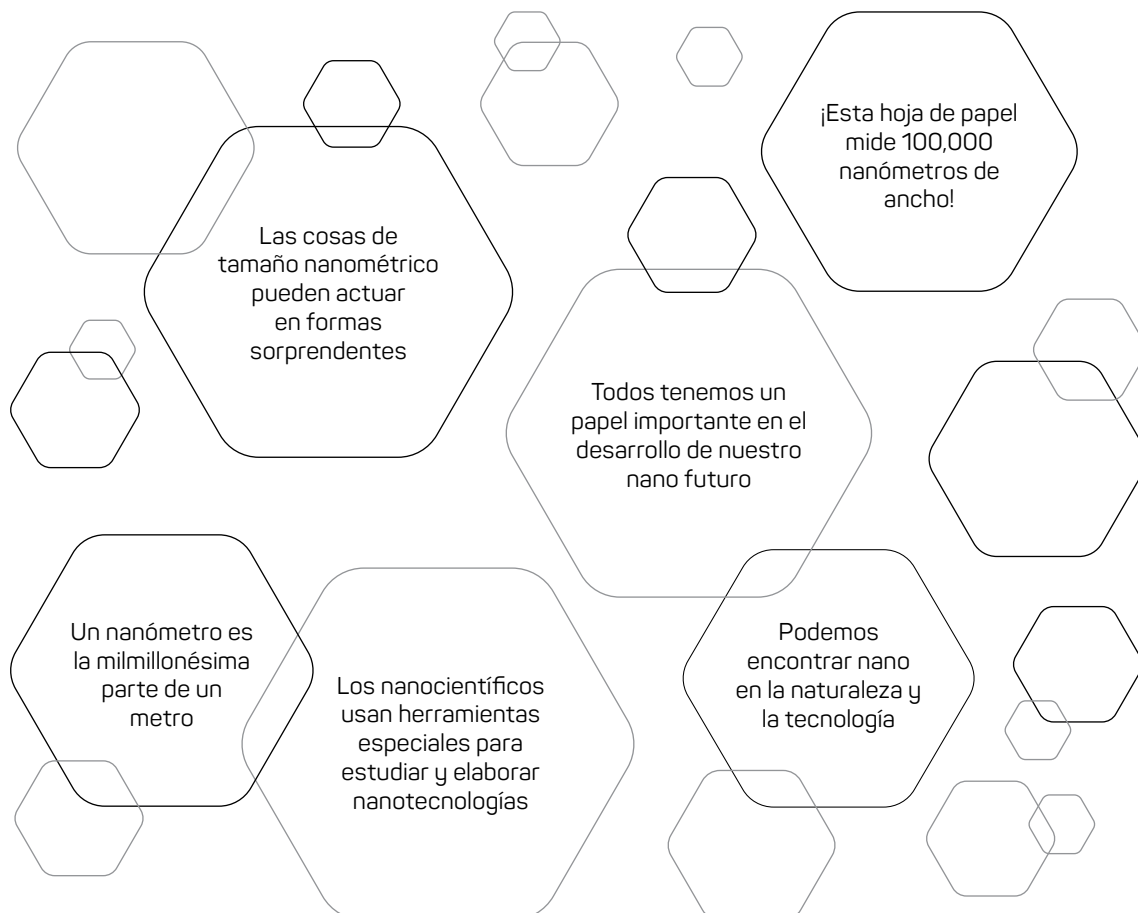 ¡Esta hoja de papel
mide 100,000
nanómetros de
ancho!
Las cosas de
tamaño nanométrico
pueden actuar
en formas
sorprendentes
Todos tenemos un
papel importante en el
desarrollo de nuestro
nano futuro
Un nanómetro es
la milmillonésima
parte de un
metro
Los nanocientíficos
usan herramientas
especiales para
estudiar y elaborar
nanotecnologías
Podemos
encontrar nano
en la naturaleza y
la tecnología